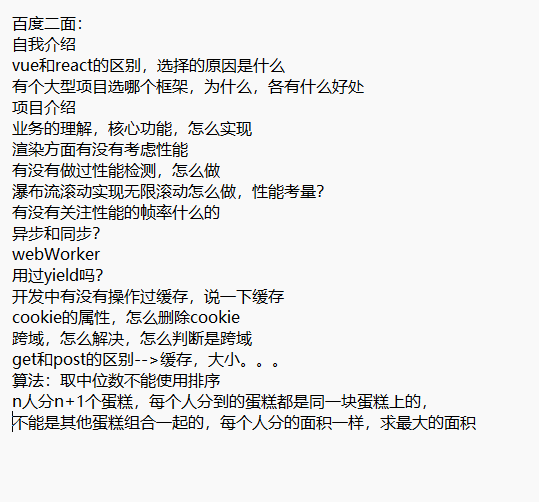 百度二面：
自我介绍
vue和react的区别，选择的原因是什么
有个大型项目选哪个框架，为什么，各有什么好处
项目介绍
业务的理解，核心功能，怎么实现
渲染方面有没有考虑性能
有没有做过性能检测，怎么做
瀑布流滚动实现无限滚动怎么做，性能考量？
有没有关注性能的帧率什么的
异步和同步？
webWorker
用过yield吗？
开发中有没有操作过缓存，说一下缓存
cookie的属性，怎么删除cookie
跨域，怎么解决，怎么判断是跨域
get和post的区别-->缓存，大小。。。
算法：取中位数不能使用排序
n人分n+1个蛋糕，每个人分到的蛋糕都是同一块蛋糕上的，
不能是其他蛋糕组合一起的，每个人分的面积一样，求最大的面积